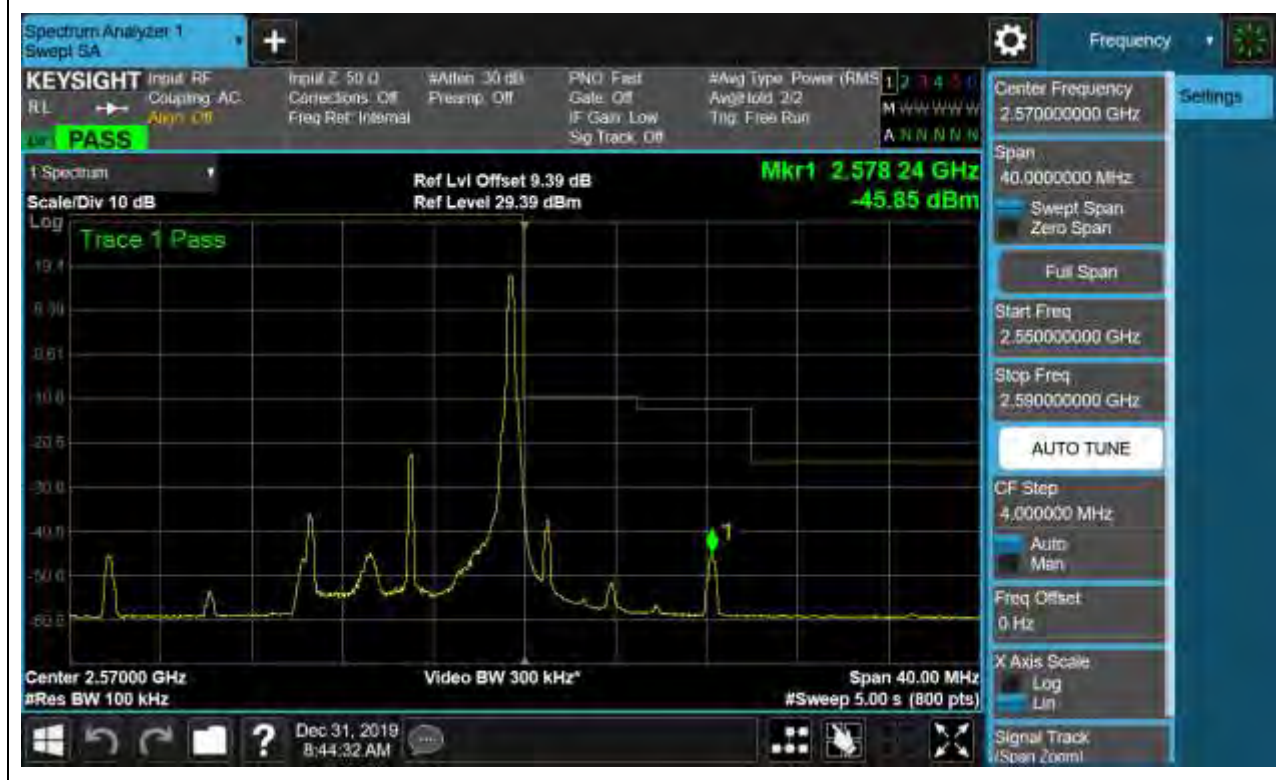 Spectrum Analyzer 1
Swept SA
+
Frequency
KEYSIGHT
Input: RF
Coupling: AC
Align: Off
Input Z: 50 Ω
Corrections: Off
Freq Ref: Internal
#Atten: 30 dB
Preamp: Off
PNO: Fast
Gate: Off
IF Gain: Low
Sig Track: Off
#Avg Type: Power (RMS
Avg|Hold: 2/2
Trig: Free Run
1 2 3 4 5 6
M W W W W W
A N N N N N
RL
PASS
1 Spectrum
Scale/Div 10 dB
Ref Lvl Offset 9.39 dB
Ref Level 29.39 dBm
Mkr1 2.578 24 GHz
-45.85 dBm
Log
Trace 1 Pass
19.4
9.39
-0.61
-10.6
-20.6
-30.6
-40.6
-50.6
-60.6
1
Center 2.57000 GHz
#Res BW 100 kHz
Video BW 300 kHz*
Span 40.00 MHz
#Sweep 5.00 s (800 pts)
?
Dec 31, 2019
8:44:32 AM
Center Frequency
2.570000000 GHz
Settings
Span
40.0000000 MHz
Swept Span
Zero Span
Full Span
Start Freq
2.550000000 GHz
Stop Freq
2.590000000 GHz
AUTO TUNE
CF Step
4.000000 MHz
Auto
Man
Freq Offset
0 Hz
X Axis Scale
Log
Lin
Signal Track
(Span Zoom)